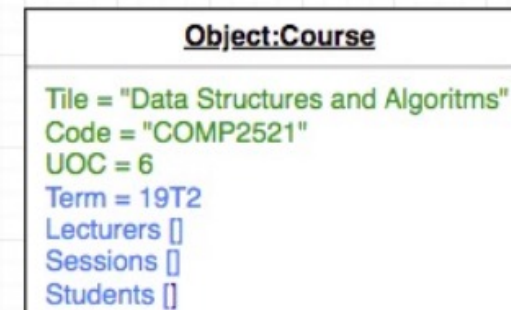 Object:Course
Tile = "Data Structures and Algoritms"
Code = "COMP2521"
UOC = 6
Term = 19T2
Lecturers []
Sessions []
Students []